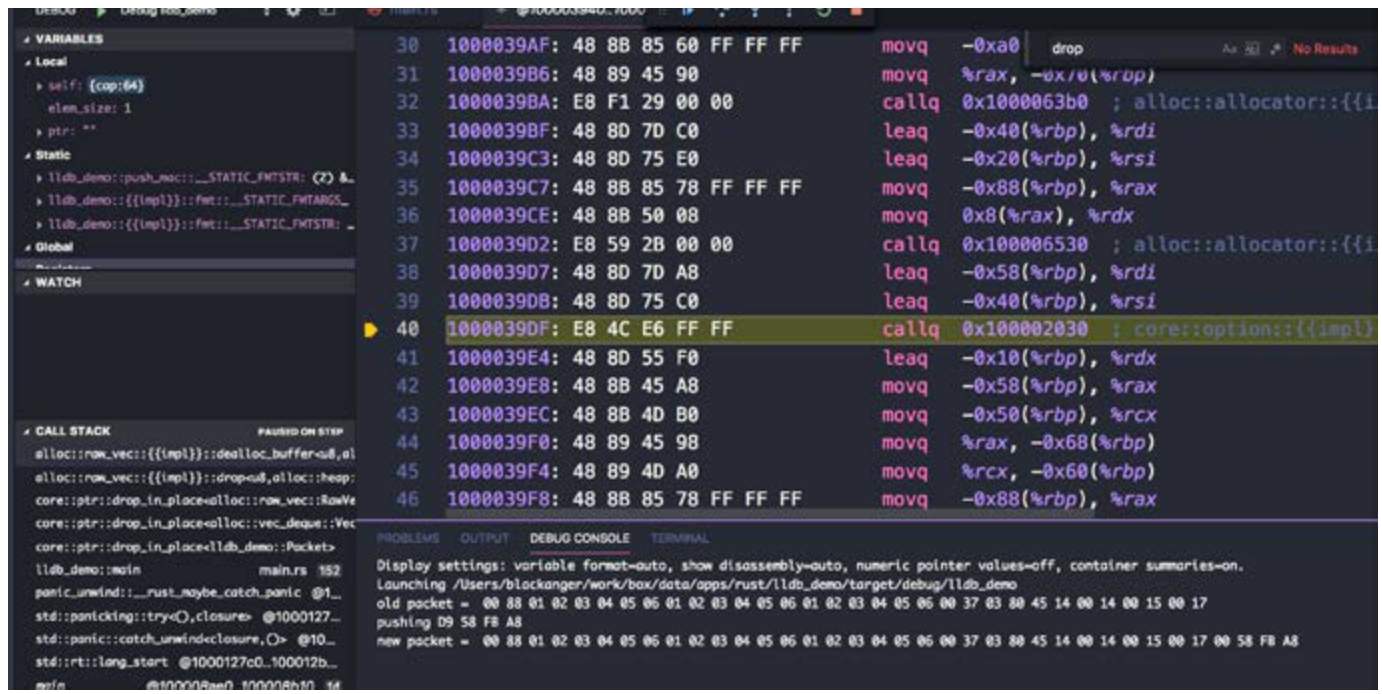 DEBUG Debug lldb_demo
VARIABLES
Local
self: {cap:64}
elem_size: 1
ptr: ""
Static
lldb_demo::push_mac::__STATIC_FMTSTR: (2) &…
lldb_demo::{{impl}}::fmt::__STATIC_FMTARGS…
lldb_demo::{{impl}}::fmt::__STATIC_FMTSTR: …
Global
Registers
WATCH
CALL STACK PAUSED ON STEP
alloc::raw_vec::{{impl}}::dealloc_buffer<u8,al
alloc::raw_vec::{{impl}}::drop<u8,alloc::heap:
core::ptr::drop_in_place<alloc::raw_vec::RawVe
core::ptr::drop_in_place<alloc::vec_deque::Vec
core::ptr::drop_in_place<lldb_demo::Packet>
lldb_demo::main main.rs 152
panic_unwind::__rust_maybe_catch_panic @1…
std::panicking::try<(),closure> @1000127…
std::panic::catch_unwind<closure,()> @10…
std::rt::lang_start @1000127c0..100012b…
main @100008ae0..100008b10 14
main.rs @100003940..1000
drop No Results
30 1000039AF: 48 8B 85 60 FF FF FF movq -0xa0
31 1000039B6: 48 89 45 90 movq %rax, -0x70(%rbp)
32 1000039BA: E8 F1 29 00 00 callq 0x1000063b0 ; alloc::allocator::{{i
33 1000039BF: 48 8D 7D C0 leaq -0x40(%rbp), %rdi
34 1000039C3: 48 8D 75 E0 leaq -0x20(%rbp), %rsi
35 1000039C7: 48 8B 85 78 FF FF FF movq -0x88(%rbp), %rax
36 1000039CE: 48 8B 50 08 movq 0x8(%rax), %rdx
37 1000039D2: E8 59 2B 00 00 callq 0x100006530 ; alloc::allocator::{{i
38 1000039D7: 48 8D 7D A8 leaq -0x58(%rbp), %rdi
39 1000039DB: 48 8D 75 C0 leaq -0x40(%rbp), %rsi
40 1000039DF: E8 4C E6 FF FF callq 0x100002030 ; core::option::{{impl}
41 1000039E4: 48 8D 55 F0 leaq -0x10(%rbp), %rdx
42 1000039E8: 48 8B 45 A8 movq -0x58(%rbp), %rax
43 1000039EC: 48 8B 4D B0 movq -0x50(%rbp), %rcx
44 1000039F0: 48 89 45 98 movq %rax, -0x68(%rbp)
45 1000039F4: 48 89 4D A0 movq %rcx, -0x60(%rbp)
46 1000039F8: 48 8B 85 78 FF FF FF movq -0x88(%rbp), %rax
PROBLEMS OUTPUT DEBUG CONSOLE TERMINAL
Display settings: variable format=auto, show disassembly=auto, numeric pointer values=off, container summaries=on.
Launching /Users/blackanger/work/box/data/apps/rust/lldb_demo/target/debug/lldb_demo
old packet = 00 88 01 02 03 04 05 06 01 02 03 04 05 06 01 02 03 04 05 06 00 37 03 80 45 14 00 14 00 15 00 17
pushing D9 58 FB A8
new packet = 00 88 01 02 03 04 05 06 01 02 03 04 05 06 01 02 03 04 05 06 00 37 03 80 45 14 00 14 00 15 00 17 00 58 FB A8